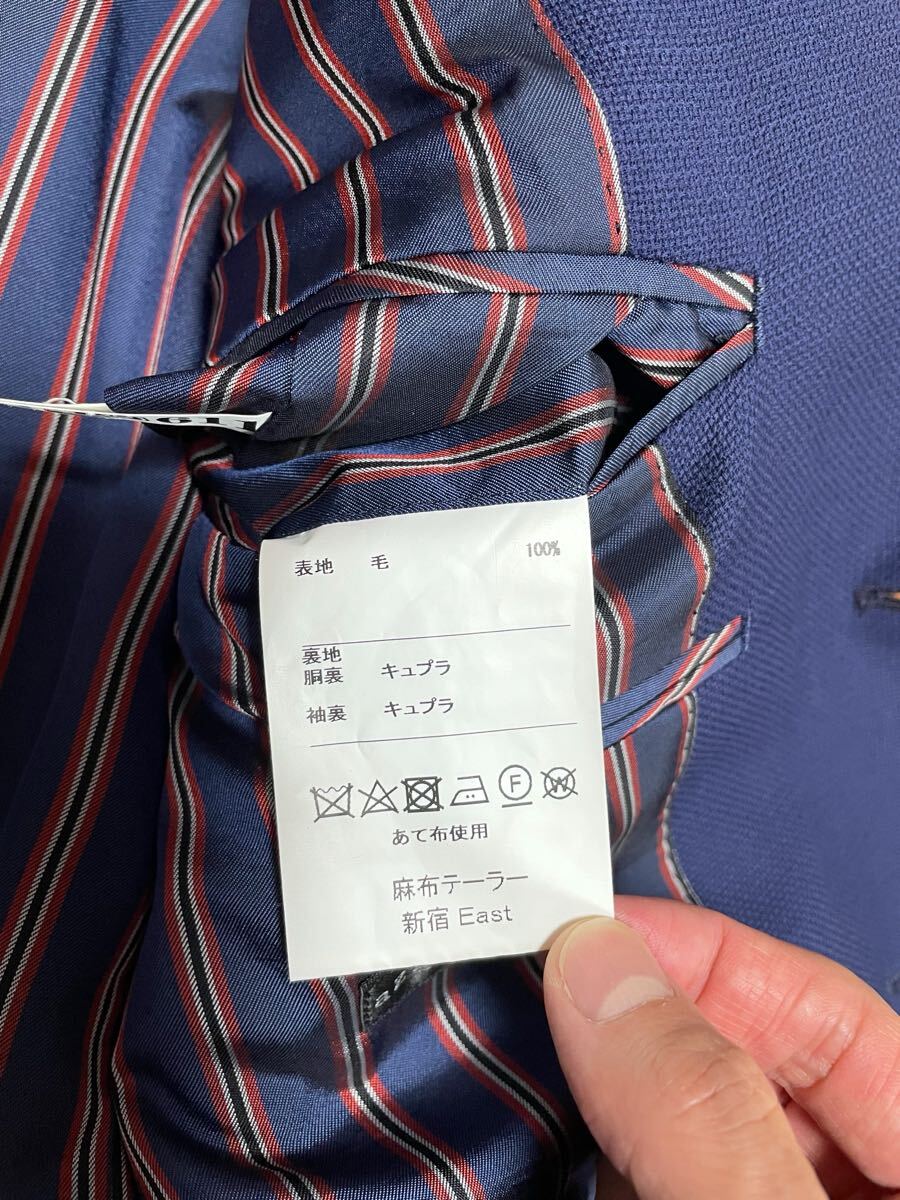 表地 毛 100%
裏地
胴裏 キュプラ
袖裏 キュプラ
F W
あて布使用
麻布テーラー
新宿 East